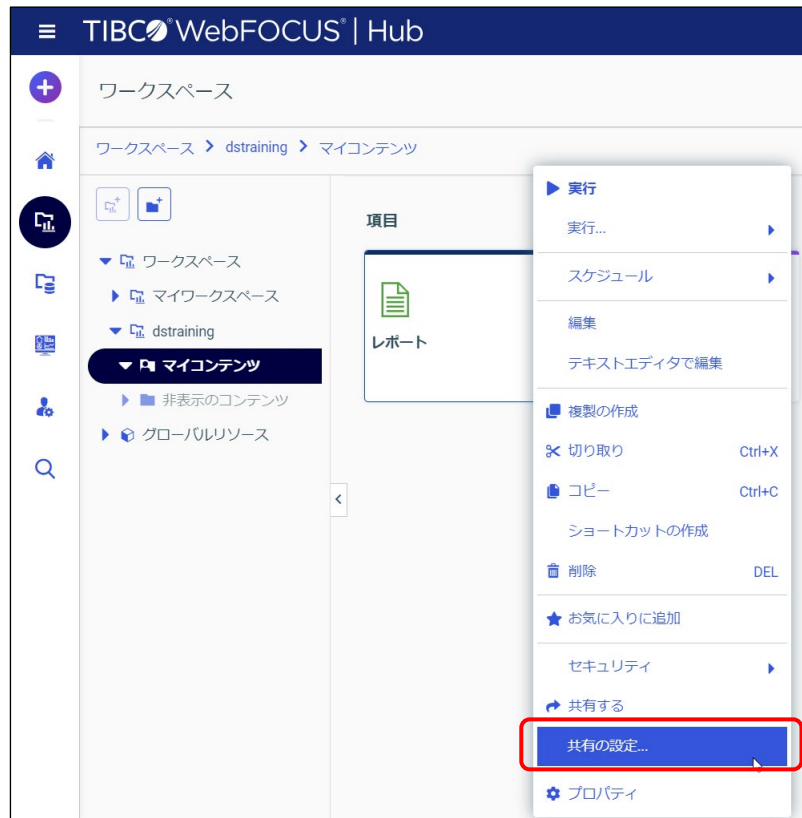 TIBCO® WebFOCUS® | Hub
ワークスペース
ワークスペース > dstraining > マイコンテンツ
項目
ワークスペース
マイワークスペース
dstraining
マイコンテンツ
非表示のコンテンツ
グローバルリソース
レポート
実行
実行...
スケジュール
編集
テキストエディタで編集
複製の作成
切り取り Ctrl+X
コピー Ctrl+C
ショートカットの作成
削除 DEL
お気に入りに追加
セキュリティ
共有する
共有の設定...
プロパティ